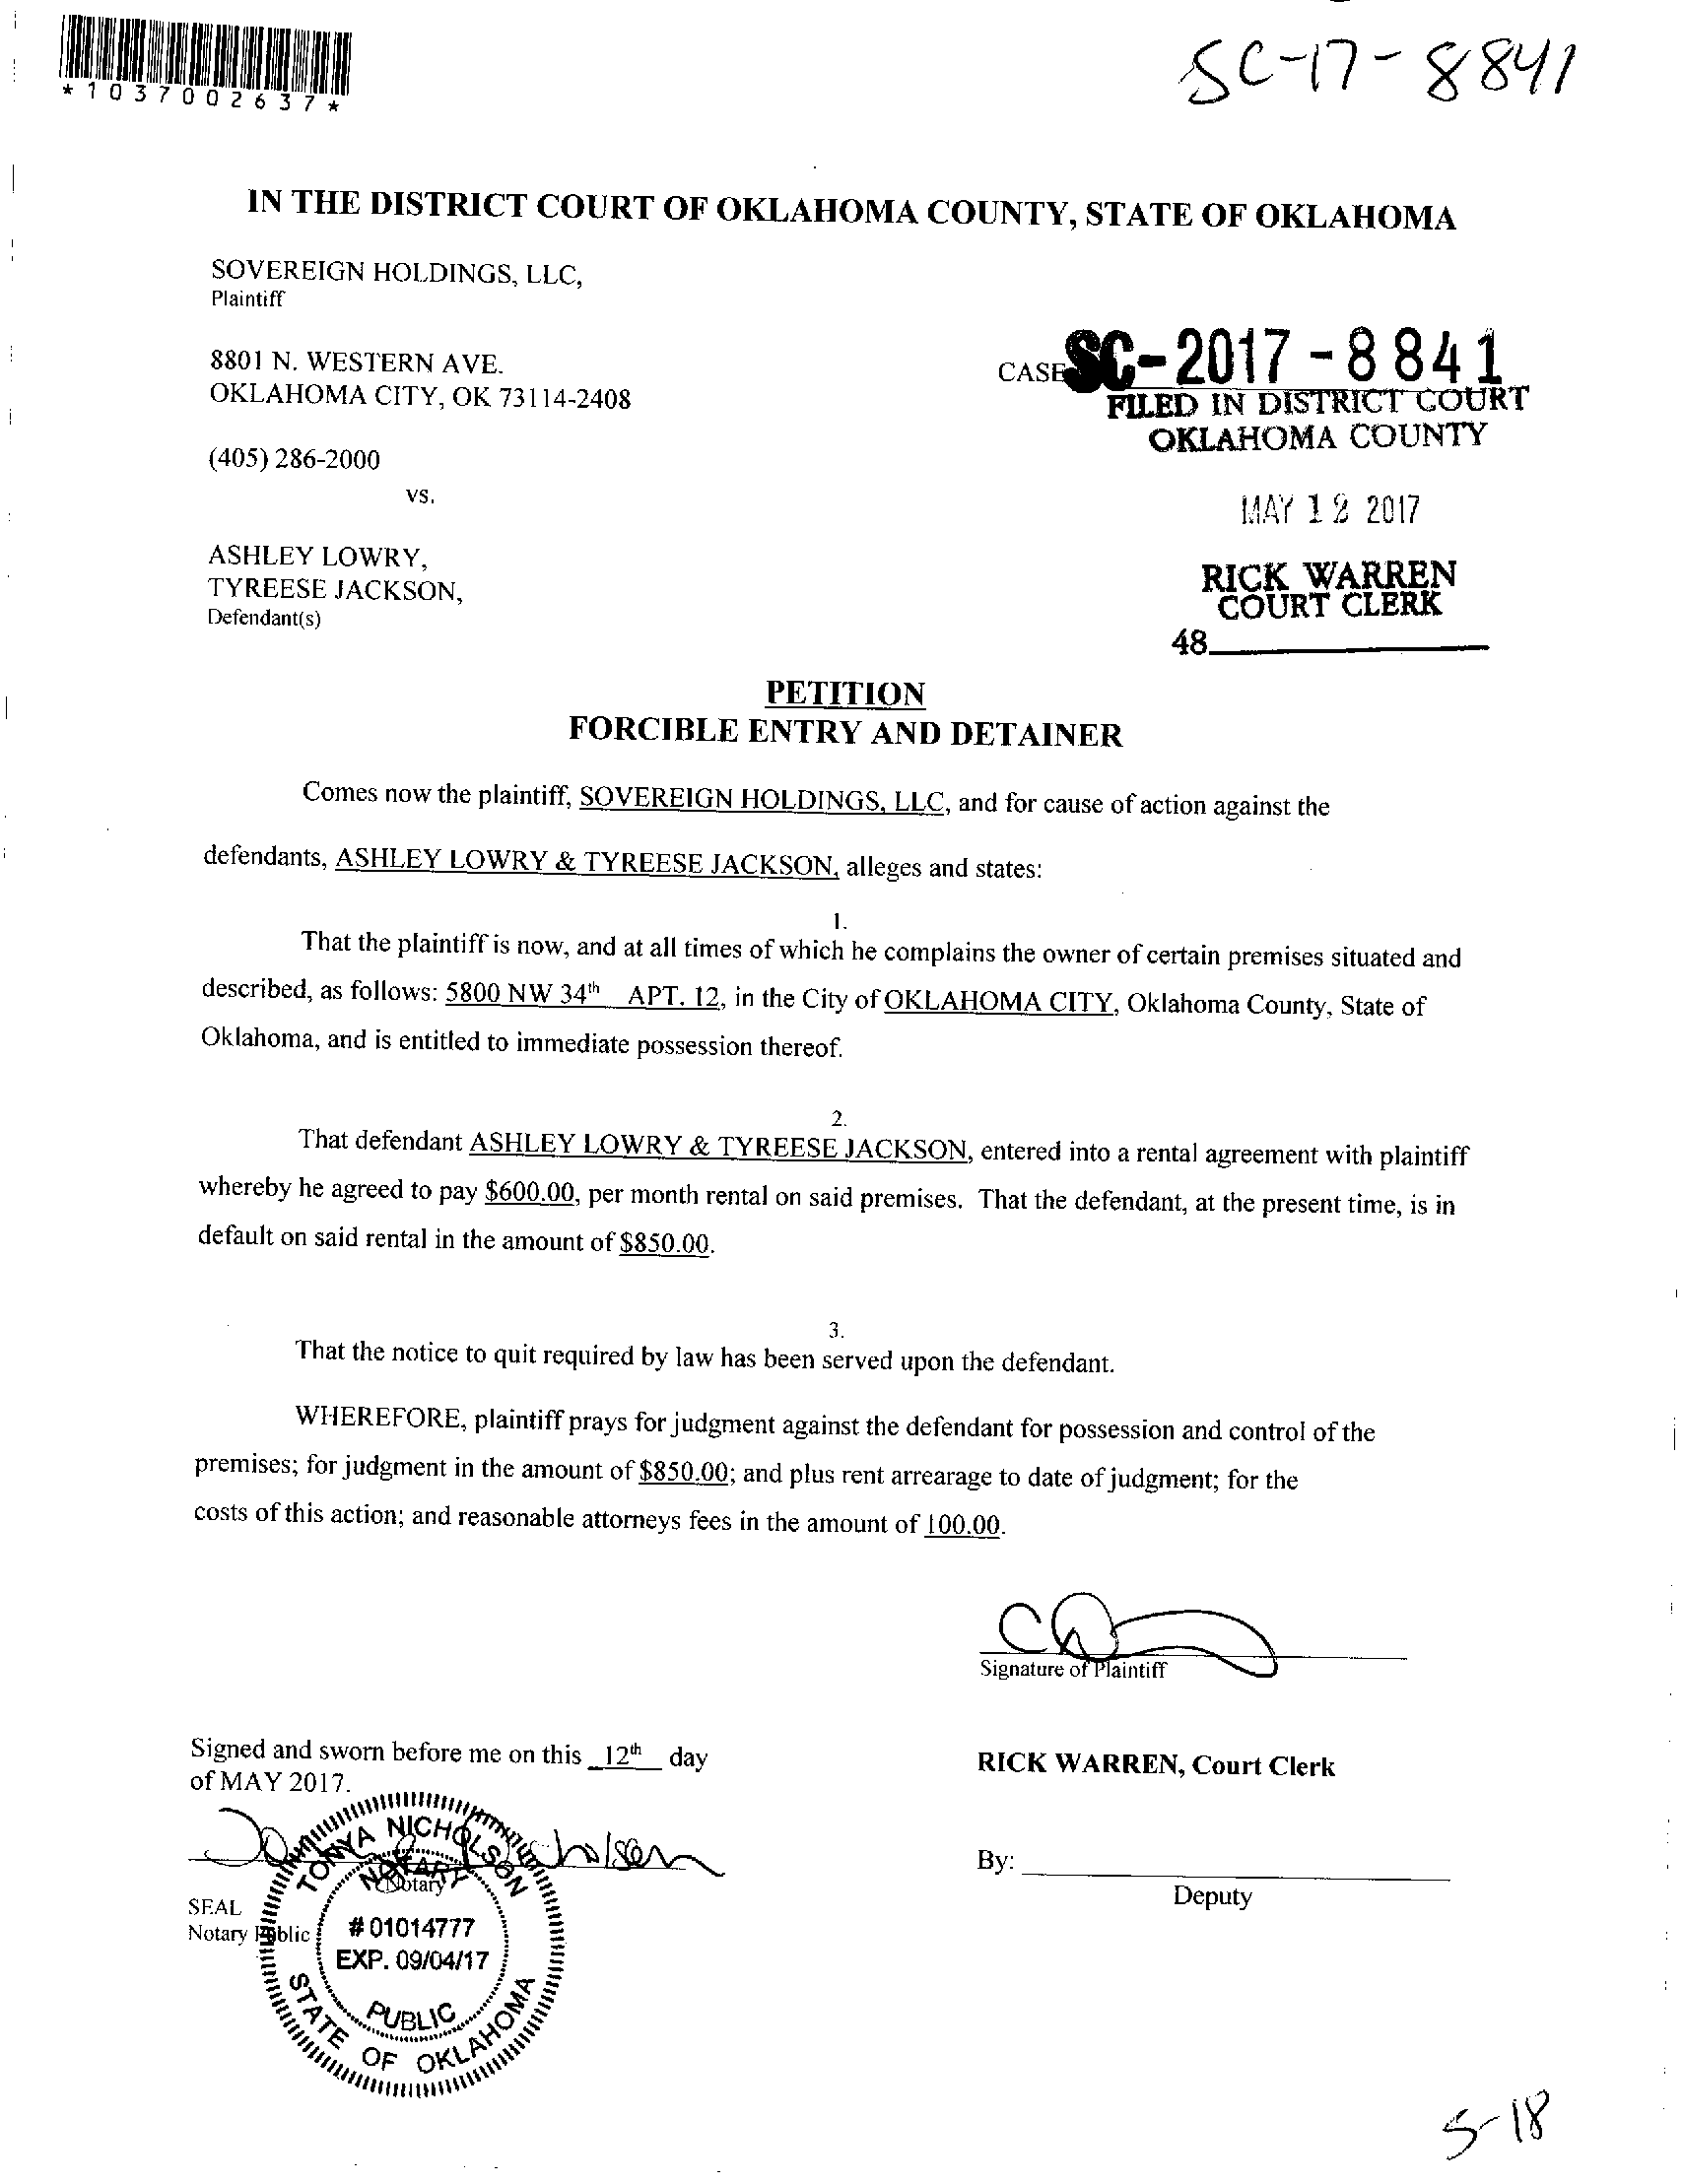 *1037002637*
SC-17-8841
IN THE DISTRICT COURT OF OKLAHOMA COUNTY, STATE OF OKLAHOMA
SOVEREIGN HOLDINGS, LLC,
Plaintiff
8801 N. WESTERN AVE.
OKLAHOMA CITY, OK 73114-2408
(405) 286-2000
vs.
ASHLEY LOWRY,
TYREESE JACKSON,
Defendant(s)
CASE SC-2017-8841
FILED IN DISTRICT COURT
OKLAHOMA COUNTY
MAY 12 2017
RICK WARREN
COURT CLERK
48
PETITION
FORCIBLE ENTRY AND DETAINER
Comes now the plaintiff, SOVEREIGN HOLDINGS, LLC, and for cause of action against the
defendants, ASHLEY LOWRY & TYREESE JACKSON, alleges and states:
1.
That the plaintiff is now, and at all times of which he complains the owner of certain premises situated and
described, as follows: 5800 NW 34th APT. 12, in the City of OKLAHOMA CITY, Oklahoma County, State of
Oklahoma, and is entitled to immediate possession thereof.
2.
That defendant ASHLEY LOWRY & TYREESE JACKSON, entered into a rental agreement with plaintiff
whereby he agreed to pay $600.00, per month rental on said premises. That the defendant, at the present time, is in
default on said rental in the amount of $850.00.
3.
That the notice to quit required by law has been served upon the defendant.
WHEREFORE, plaintiff prays for judgment against the defendant for possession and control of the
premises; for judgment in the amount of $850.00; and plus rent arrearage to date of judgment; for the
costs of this action; and reasonable attorneys fees in the amount of 100.00.
Signature of Plaintiff
Signed and sworn before me on this 12th day
of MAY 2017.
RICK WARREN, Court Clerk
By:
Deputy
Notary
SEAL
Notary Public
TONYA NICHOLSON
NOTARY
# 01014777
EXP. 09/04/17
PUBLIC
STATE OF OKLAHOMA
5-18